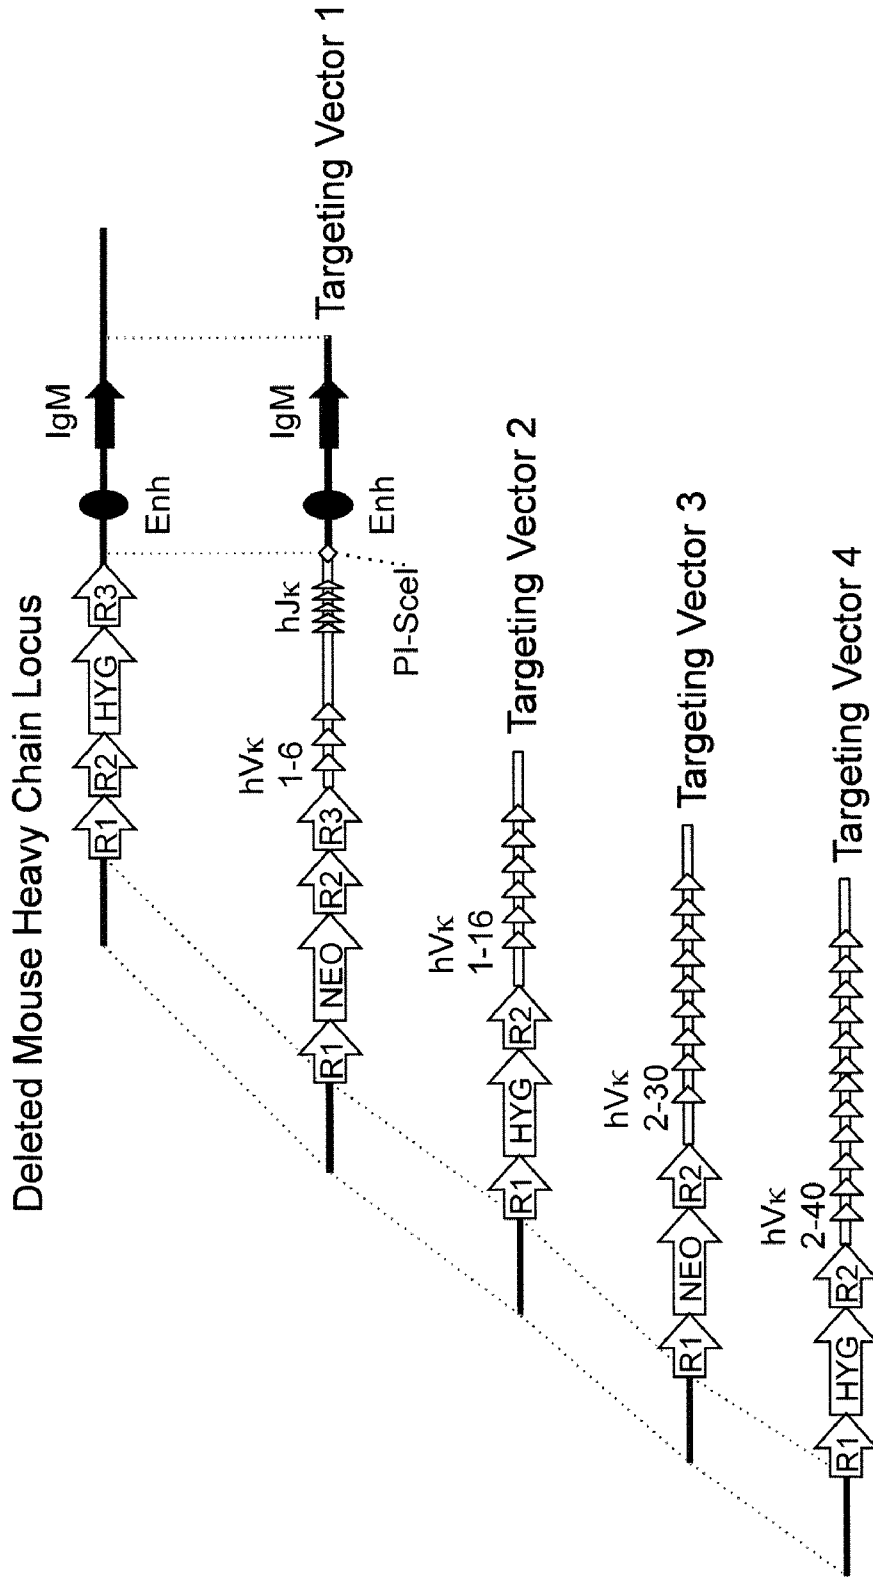 Deleted Mouse Heavy Chain Locus
R1 R2 HYG R3 Enh IgM
hVκ
1-6
hJκ
R1 NEO R2 R3 Enh IgM
PI-SceI
Targeting Vector 1
hVκ
1-16
R1 HYG R2
Targeting Vector 2
hVκ
2-30
R1 NEO R2
Targeting Vector 3
hVκ
2-40
R1 HYG R2
Targeting Vector 4